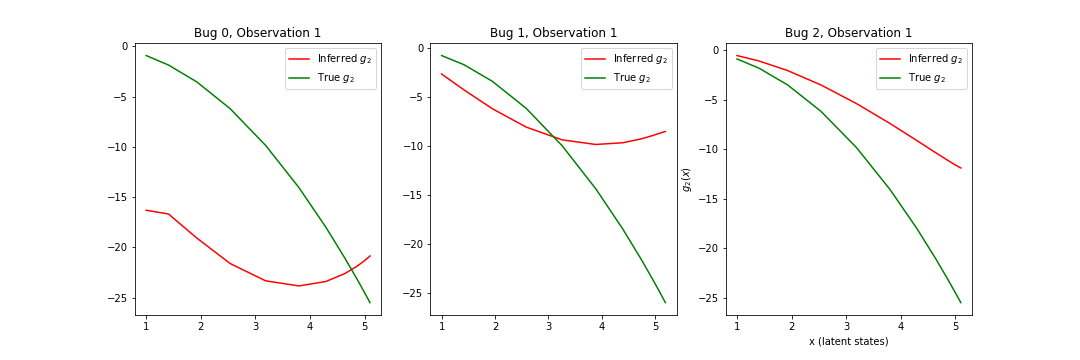 Bug 0, Observation 1
Inferred g₂
True g₂
0
−5
−10
−15
−20
−25
1 2 3 4 5
Bug 1, Observation 1
Inferred g₂
True g₂
0
−5
−10
−15
−20
−25
1 2 3 4 5
Bug 2, Observation 1
Inferred g₂
True g₂
g₂(x)
0
−5
−10
−15
−20
−25
1 2 3 4 5
x (latent states)